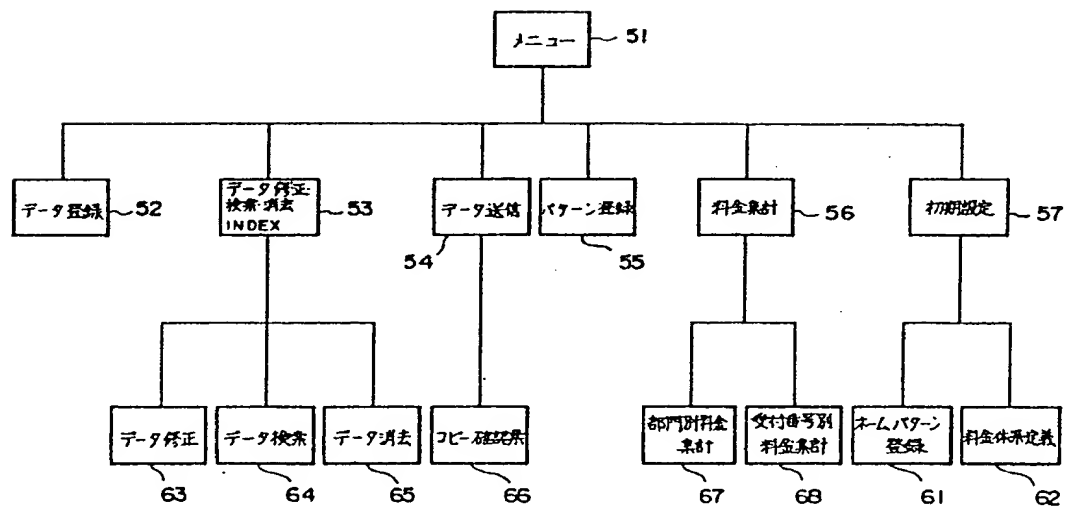 メニュー
51
データ登録
52
データ修正・
検索・消去
INDEX
53
データ送信
54
パターン登録
55
料金集計
56
初期設定
57
データ修正
63
データ検索
64
データ消去
65
コピー確認票
66
部門別料金
集計
67
受付番号別
料金集計
68
ネームパターン
登録
61
料金体系定義
62